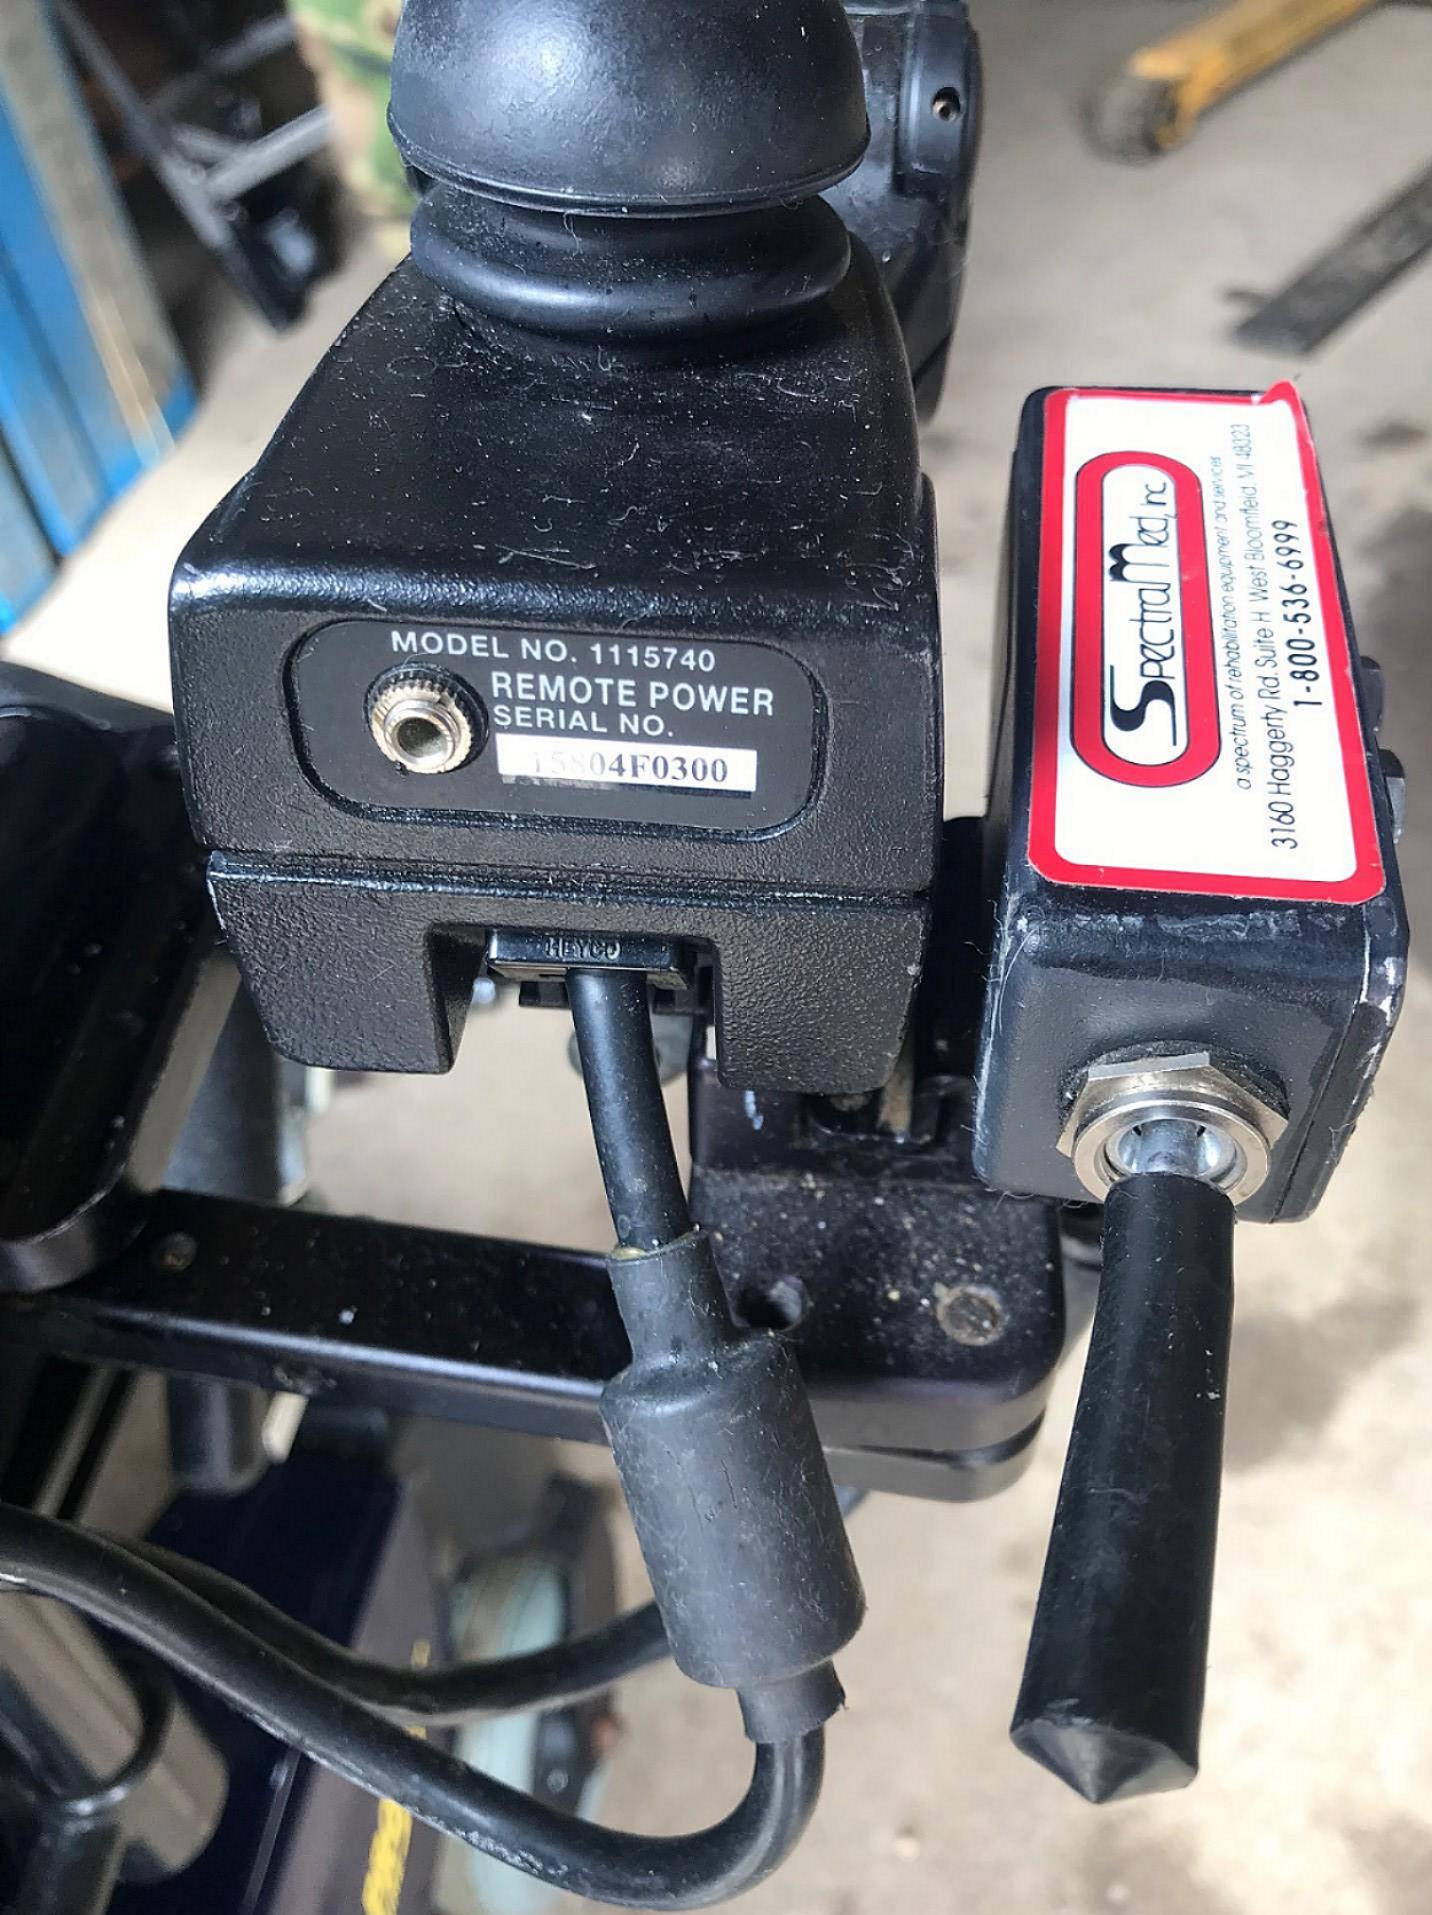 MODEL NO. 1115740
REMOTE POWER
SERIAL NO.
15804F0300
HEYCO
SpectraMed, inc
a spectrum of rehabilitation equipment and services
3160 Haggerty Rd. Suite H West Bloomfield, VI 48323
1-800-536-6999